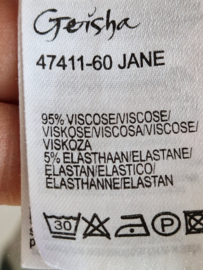 Geisha
47411-60 JANE
95% VISCOSE/VISCOSE/
VISKOSE/VISCOSA/VISCOSE/
VISKOZA
5% ELASTHAAN/ELASTANE/
ELASTAN/ELASTICO/
ELASTHANNE/ELASTAN
30
P